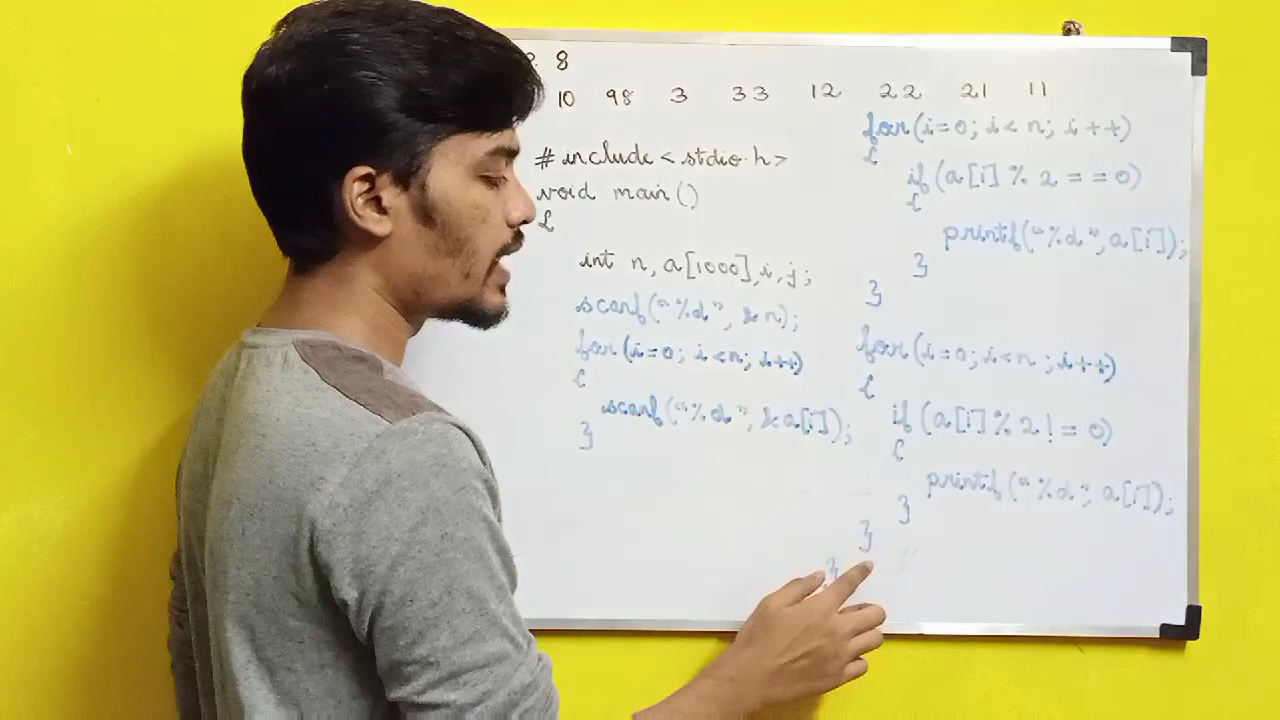 8
10 98 3 33 12 22 21 11
#include<stdio.h>
void main()
{
int n, a[1000], i, j;
scanf("%d", &n);
for(i=0; i<n; i++)
{
scanf("%d", &a[i]);
}
for(i=0; i<n; i++)
{
if(a[i] % 2 == 0)
{
printf("%d", a[i]);
}
}
for(i=0; i<n; i++)
{
if(a[i] % 2 != 0)
{
printf("%d", a[i]);
}
}
}